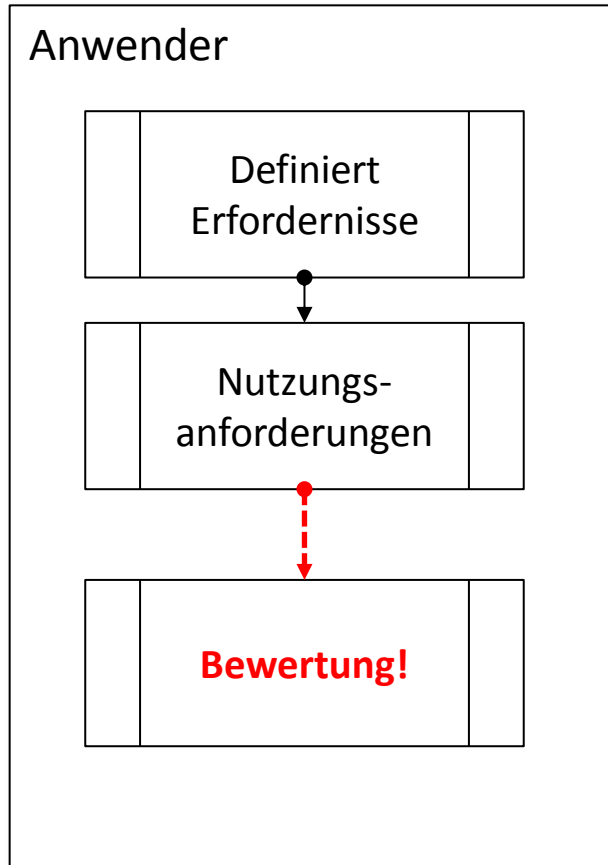 Anwender
Definiert
Erfordernisse
Nutzungs-
anforderungen
Bewertung!